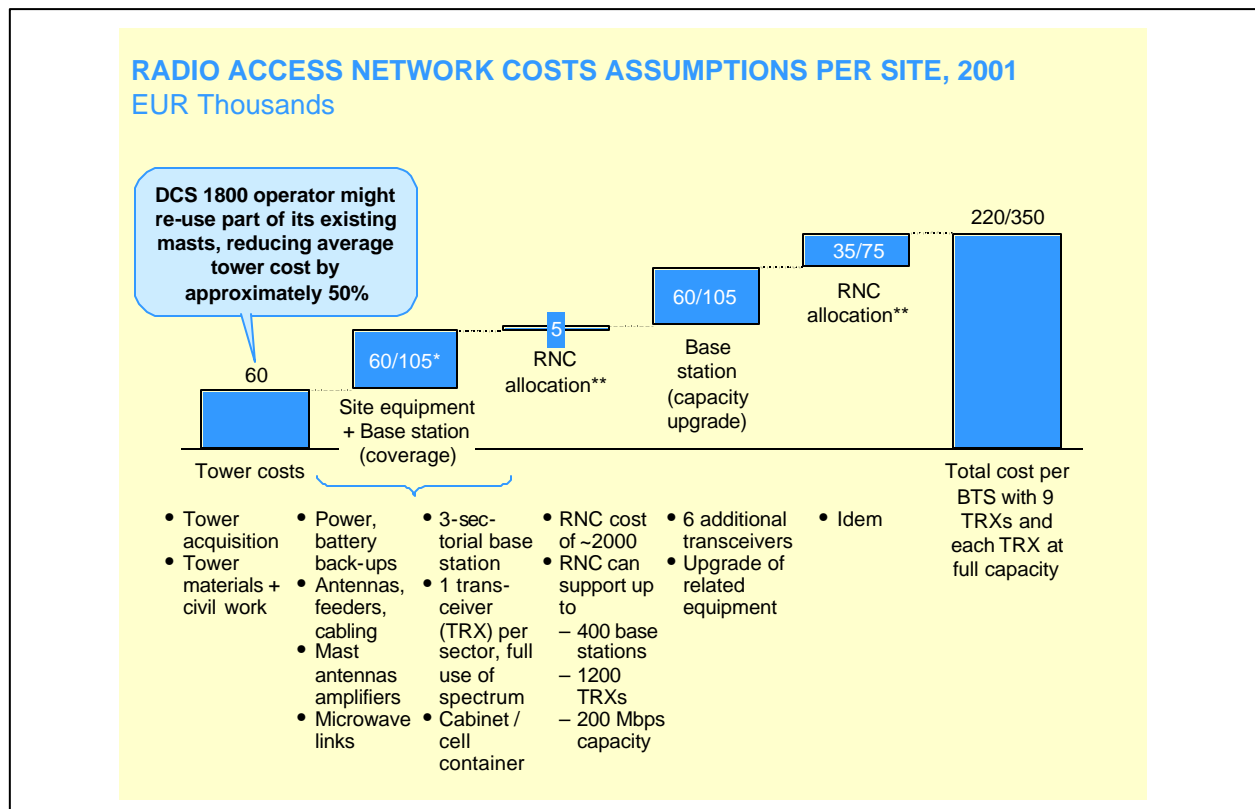 RADIO ACCESS NETWORK COSTS ASSUMPTIONS PER SITE, 2001
EUR Thousands
DCS 1800 operator might
re-use part of its existing
masts, reducing average
tower cost by
approximately 50%
60
Tower costs
60/105*
Site equipment
+ Base station
(coverage)
5
RNC
allocation**
60/105
Base
station
(capacity
upgrade)
35/75
RNC
allocation**
220/350
Total cost per
BTS with 9
TRXs and
each TRX at
full capacity
• Tower
acquisition
• Tower
materials +
civil work
• Power,
battery
back-ups
• Antennas,
feeders,
cabling
• Mast
antennas
amplifiers
• Microwave
links
• 3-sec-
torial base
station
• 1 trans-
ceiver
(TRX) per
sector, full
use of
spectrum
• Cabinet /
cell
container
• RNC cost
of ~2000
• RNC can
support up
to
– 400 base
stations
– 1200
TRXs
– 200 Mbps
capacity
• 6 additional
transceivers
• Upgrade of
related
equipment
• Idem